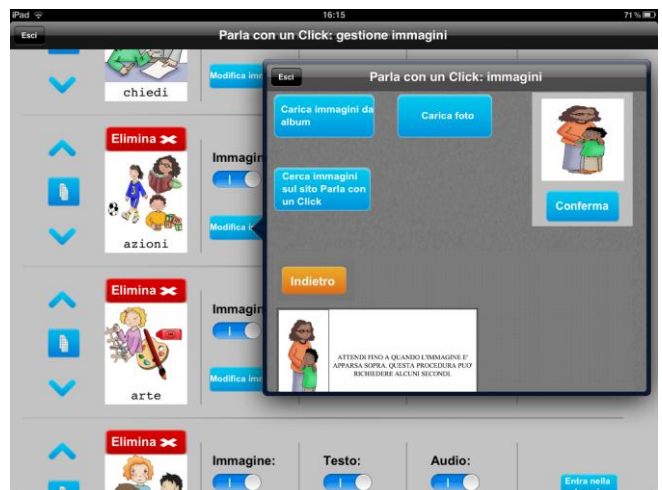 iPad 16:15 71%
Esci Parla con un Click: gestione immagini
chiedi
Modifica imm
Elimina
Immagin
Modifica i
azioni
Elimina
Immagin
Modifica imm
arte
Elimina
Immagine: Testo: Audio:
Entra nella
Esci Parla con un Click: immagini
Carica immagini da
album
Carica foto
Cerca immagini
sul sito Parla con
un Click
Conferma
Indietro
ATTENDI FINO A QUANDO L'IMMAGINE E'
APPARSA SOPRA. QUESTA PROCEDURA PUO'
RICHIEDERE ALCUNI SECONDI.